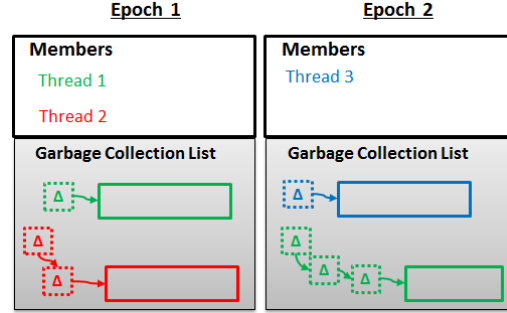 Epoch 1
Epoch 2
Members
Thread 1
Thread 2
Members
Thread 3
Garbage Collection List
Δ
Δ
Δ
Garbage Collection List
Δ
Δ
Δ
Δ